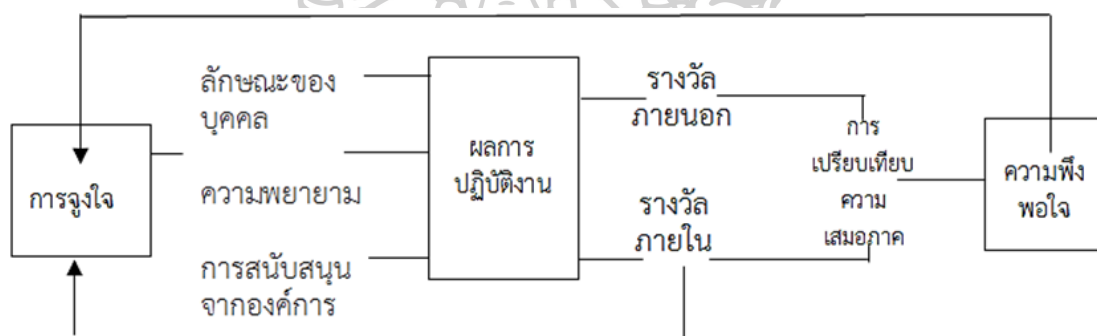 ลักษณะของ
บุคคล
การจูงใจ
ความพยายาม
การสนับสนุน
จากองค์การ
ผลการ
ปฏิบัติงาน
รางวัล
ภายนอก
รางวัล
ภายใน
การ
เปรียบเทียบ
ความ
เสมอภาค
ความพึง
พอใจ